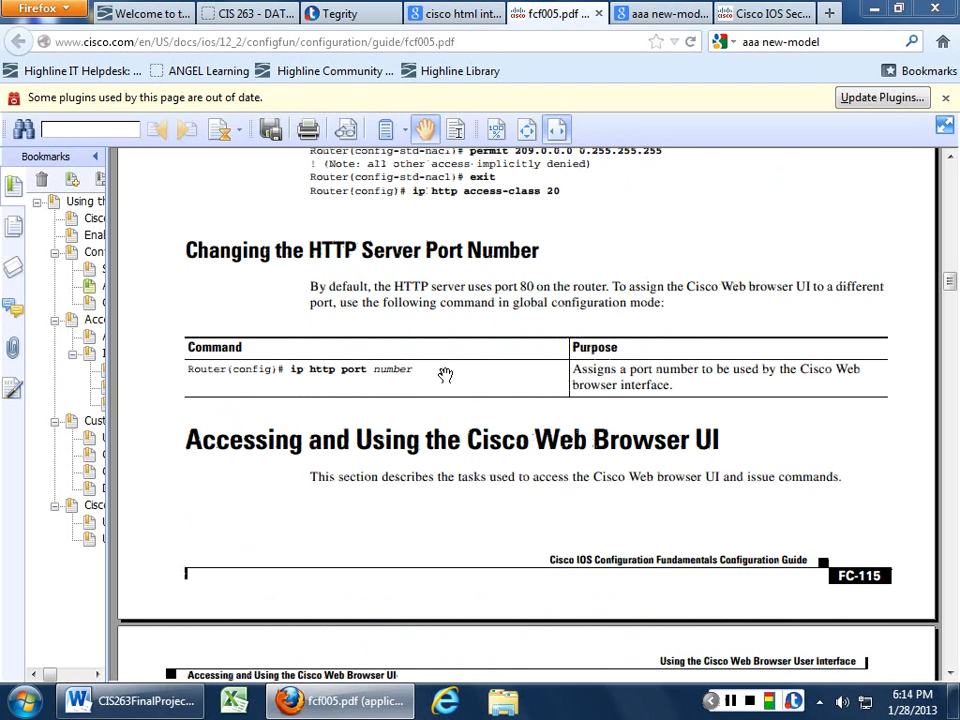 Firefox
Welcome to t...
CIS 263 - DAT...
Tegrity
cisco html int...
fcf005.pdf ...
aaa new-mod...
Cisco IOS Sec...
www.cisco.com/en/US/docs/ios/12_2/configfun/configuration/guide/fcf005.pdf
aaa new-model
Highline IT Helpdesk: ...
ANGEL Learning
Highline Community ...
Highline Library
Bookmarks
Some plugins used by this page are out of date.
Update Plugins...
Bookmarks
Using th
Cisc
Ena
Con
S
A
C
Acce
A
I
Cust
U
C
C
D
Cisc
U
U
Router(config-std-nacl)# permit 209.0.0.0 0.255.255.255
! (Note: all other access implicitly denied)
Router(config-std-nacl)# exit
Router(config)# ip http access-class 20
Changing the HTTP Server Port Number
By default, the HTTP server uses port 80 on the router. To assign the Cisco Web browser UI to a different
port, use the following command in global configuration mode:
Command
Purpose
Router(config)# ip http port number
Assigns a port number to be used by the Cisco Web
browser interface.
Accessing and Using the Cisco Web Browser UI
This section describes the tasks used to access the Cisco Web browser UI and issue commands.
Cisco IOS Configuration Fundamentals Configuration Guide
FC-115
Using the Cisco Web Browser User Interface
Accessing and Using the Cisco Web Browser UI
CIS263FinalProjec...
fcf005.pdf (applic...
6:14 PM
1/28/2013